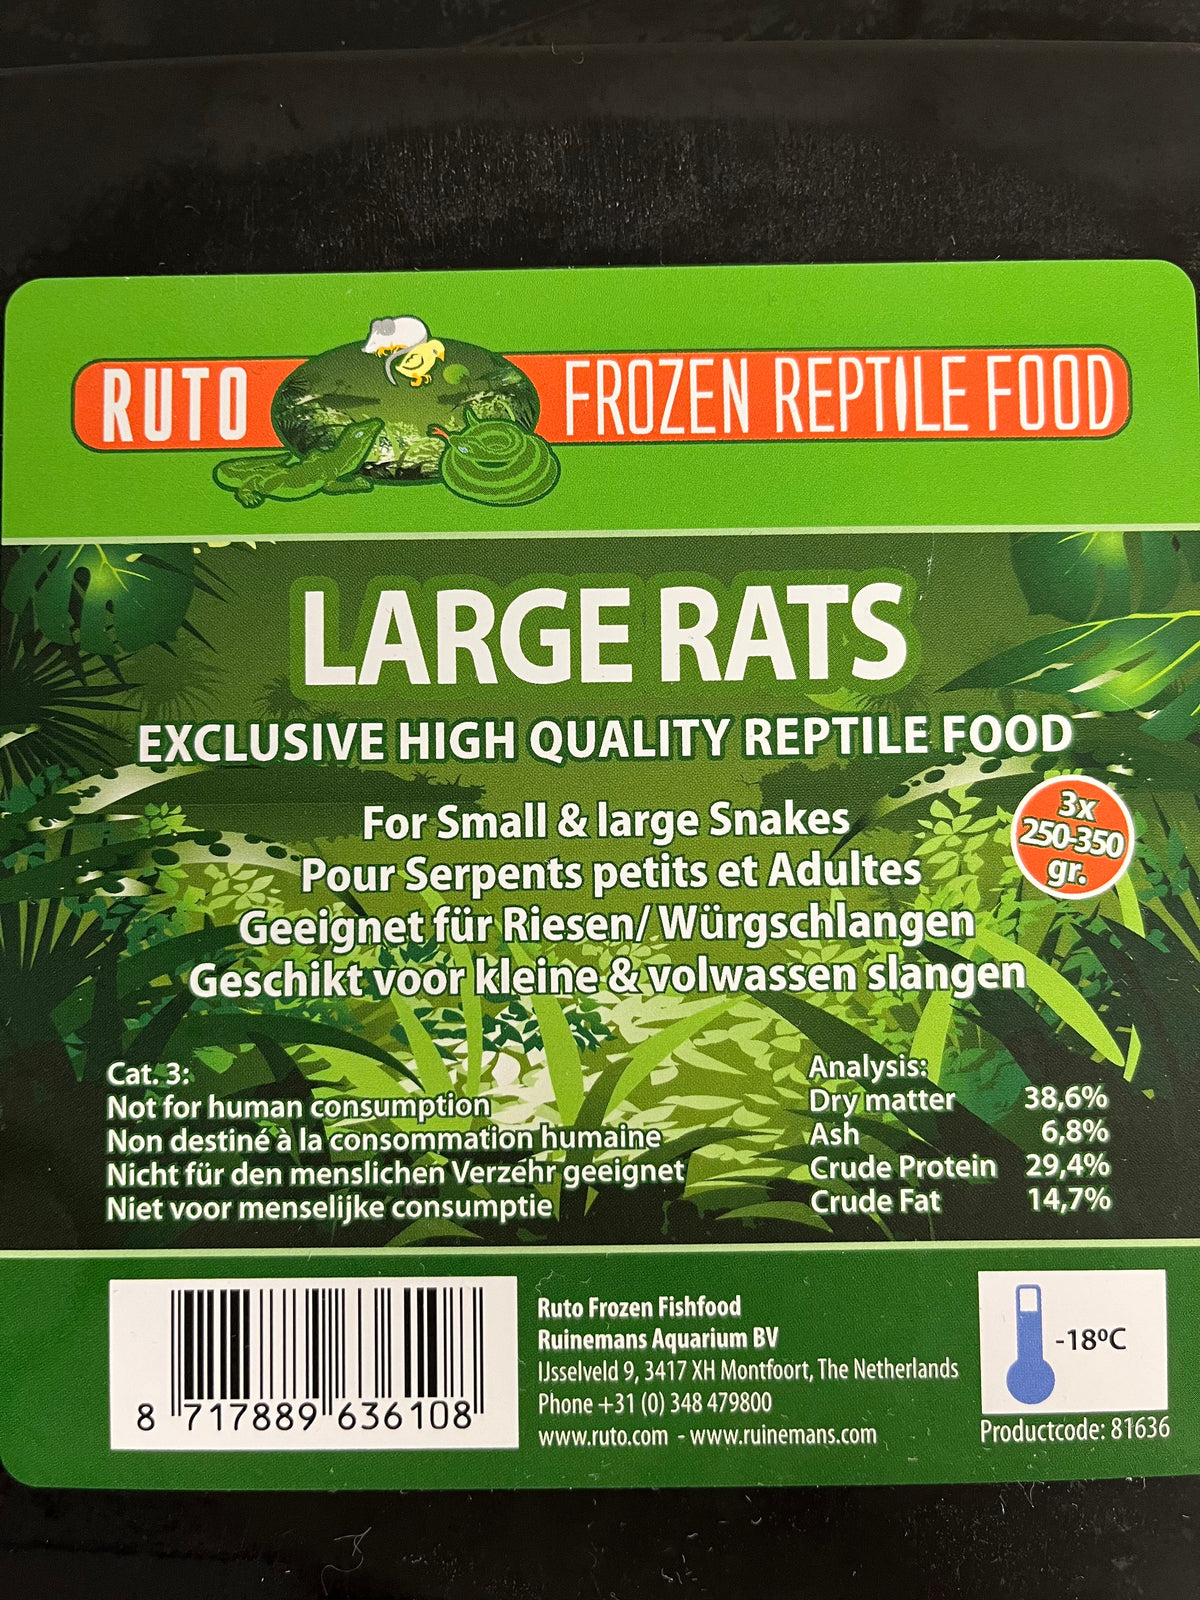 RUTO FROZEN REPTILE FOOD
LARGE RATS
EXCLUSIVE HIGH QUALITY REPTILE FOOD
For Small & large Snakes
Pour Serpents petits et Adultes
Geeignet für Riesen/ Würgschlangen
Geschikt voor kleine & volwassen slangen
3x
250-350
gr.
Cat. 3:
Not for human consumption
Non destiné à la consommation humaine
Nicht für den menslichen Verzehr geeignet
Niet voor menselijke consumptie
Analysis:
Dry matter 38,6%
Ash 6,8%
Crude Protein 29,4%
Crude Fat 14,7%
8 717889 636108
Ruto Frozen Fishfood
Ruinemans Aquarium BV
IJsselveld 9, 3417 XH Montfoort, The Netherlands
Phone +31 (0) 348 479800
www.ruto.com - www.ruinemans.com
-18ºC
Productcode: 81636